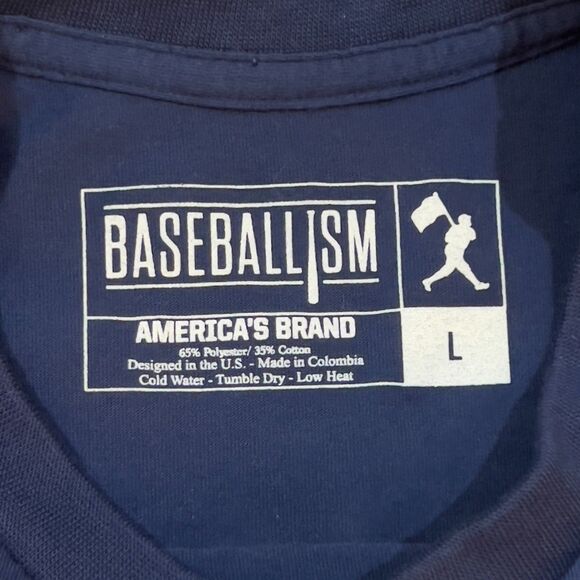 BASEBALLISM
AMERICA'S BRAND
65% Polyester/ 35% Cotton
Designed in the U.S. - Made in Colombia
Cold Water - Tumble Dry - Low Heat
L